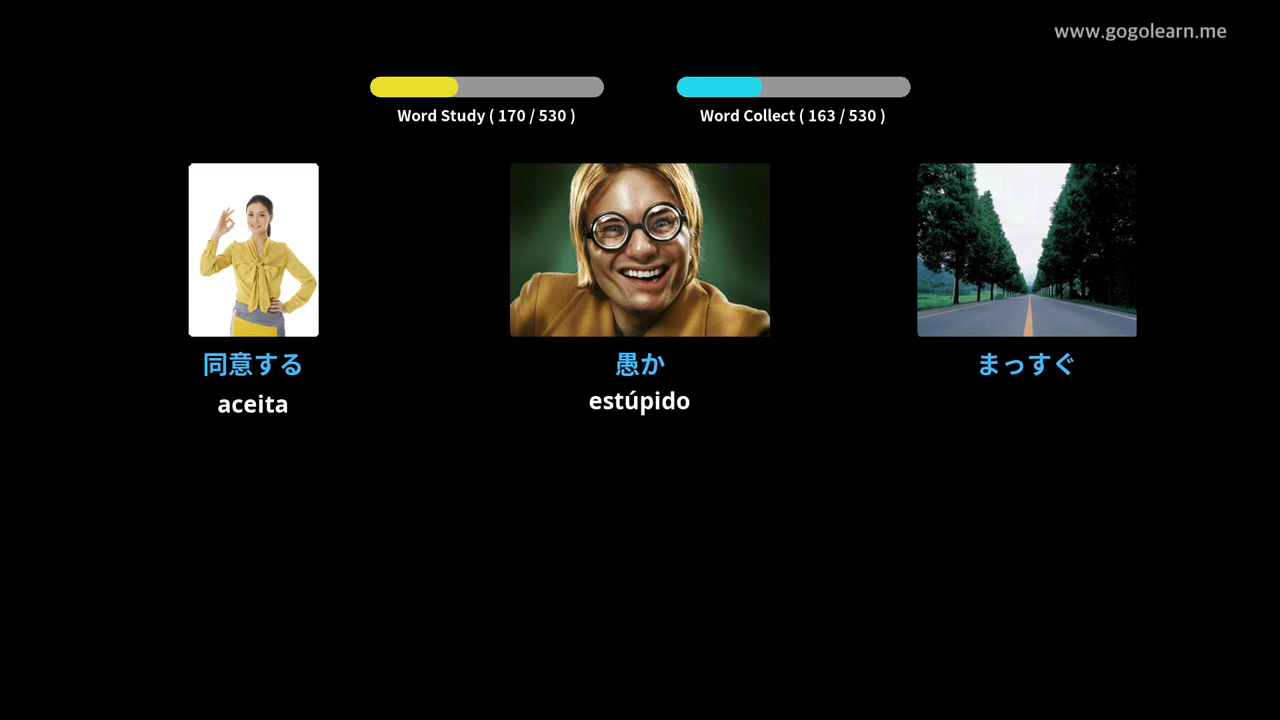 www.gogolearn.me
Word Study ( 170 / 530 )
Word Collect ( 163 / 530 )
同意する
aceita
愚か
estúpido
まっすぐ